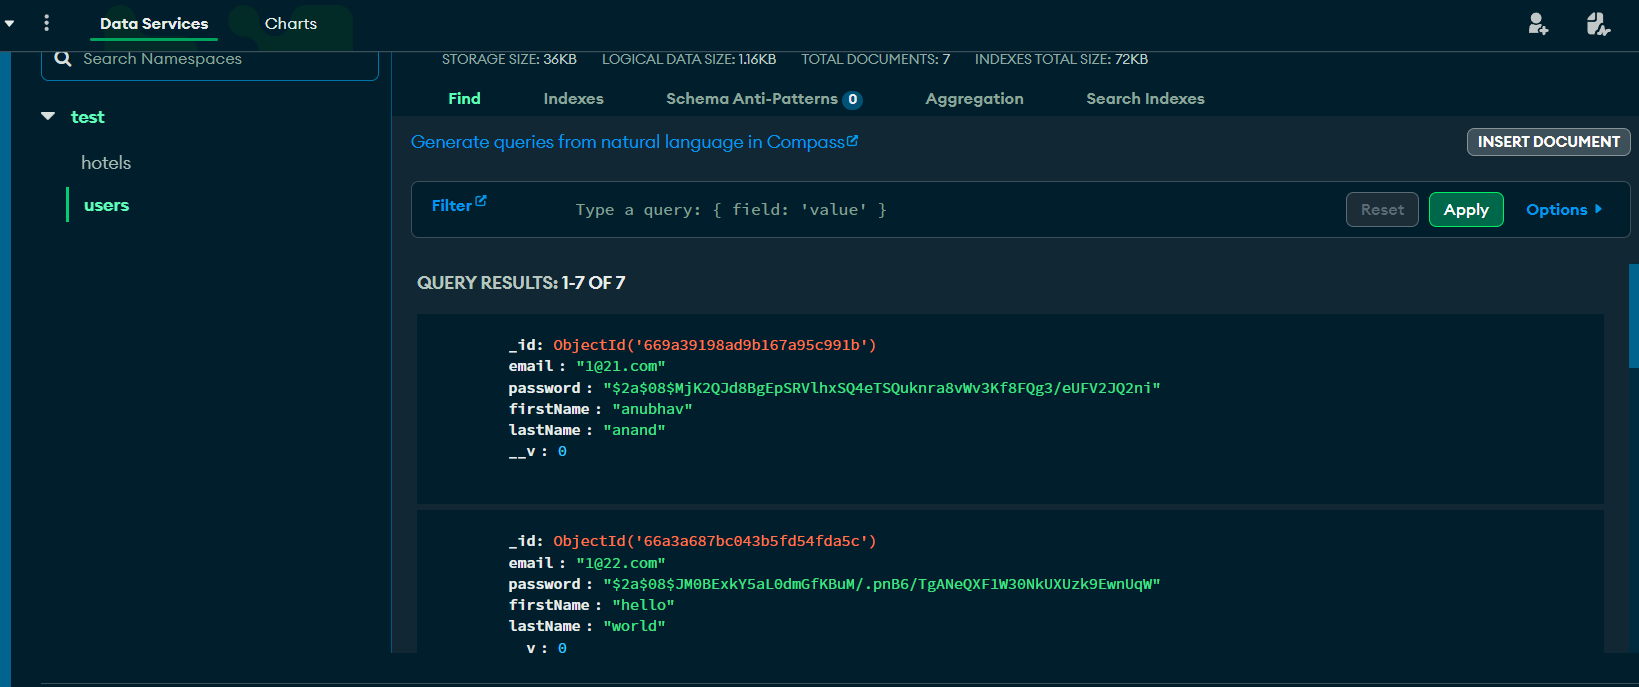 Data Services
Charts
Search Namespaces
test
hotels
users
STORAGE SIZE: 36KB LOGICAL DATA SIZE: 1.16KB TOTAL DOCUMENTS: 7 INDEXES TOTAL SIZE: 72KB
Find Indexes Schema Anti-Patterns 0 Aggregation Search Indexes
Generate queries from natural language in Compass
INSERT DOCUMENT
Filter
Type a query: { field: 'value' }
Reset Apply Options
QUERY RESULTS: 1-7 OF 7
_id: ObjectId('669a39198ad9b167a95c991b')
email : "1@21.com"
password : "$2a$08$MjK2QJd8BgEpSRVlhxSQ4eTSQuknra8vWv3Kf8FQg3/eUFV2JQ2ni"
firstName : "anubhav"
lastName : "anand"
__v : 0
_id: ObjectId('66a3a687bc043b5fd54fda5c')
email : "1@22.com"
password : "$2a$08$JM0BExkY5aL0dmGfKBuM/.pnB6/TgANeQXF1W30NkUXUzk9EwnUqW"
firstName : "hello"
lastName : "world"
v : 0